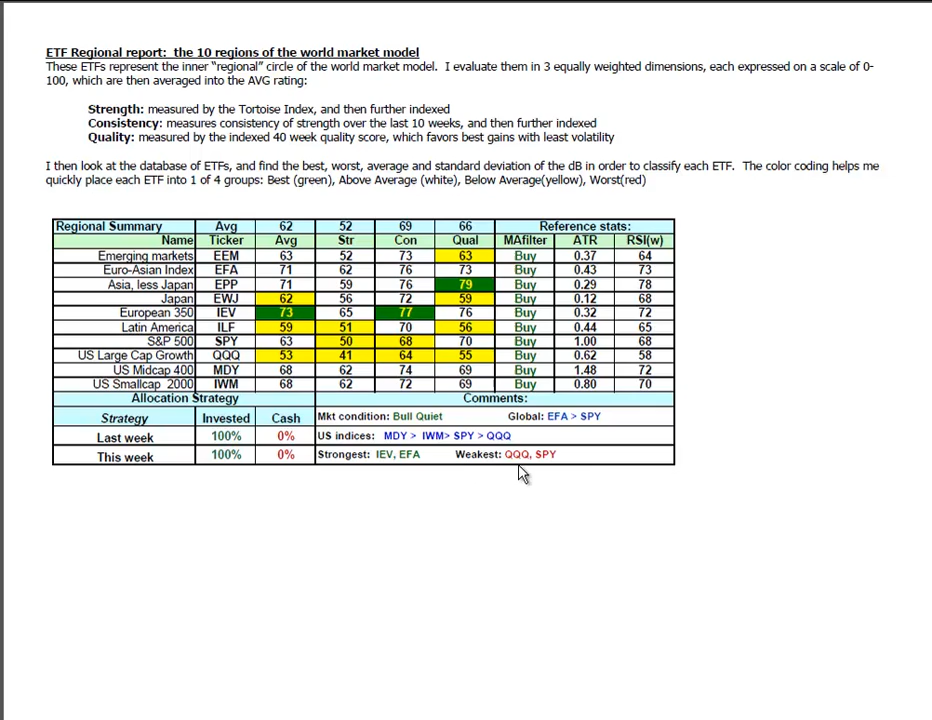 ETF Regional report:  the 10 regions of the world market model
These ETFs represent the inner "regional" circle of the world market model.  I evaluate them in 3 equally weighted dimensions, each expressed on a scale of 0-
100, which are then averaged into the AVG rating:
Strength: measured by the Tortoise Index, and then further indexed
Consistency: measures consistency of strength over the last 10 weeks, and then further indexed
Quality: measured by the indexed 40 week quality score, which favors best gains with least volatility
I then look at the database of ETFs, and find the best, worst, average and standard deviation of the dB in order to classify each ETF.  The color coding helps me
quickly place each ETF into 1 of 4 groups: Best (green), Above Average (white), Below Average(yellow), Worst(red)
Regional Summary Avg 62 52 69 66 Reference stats:
Name Ticker Avg Str Con Qual MAfilter ATR RSI(w)
Emerging markets EEM 63 52 73 63 Buy 0.37 64
Euro-Asian Index EFA 71 62 76 73 Buy 0.43 73
Asia, less Japan EPP 71 59 76 79 Buy 0.29 78
Japan EWJ 62 56 72 59 Buy 0.12 68
European 350 IEV 73 65 77 76 Buy 0.32 72
Latin America ILF 59 51 70 56 Buy 0.44 65
S&P 500 SPY 63 50 68 70 Buy 1.00 68
US Large Cap Growth QQQ 53 41 64 55 Buy 0.62 58
US Midcap 400 MDY 68 62 74 69 Buy 1.48 72
US Smallcap 2000 IWM 68 62 72 69 Buy 0.80 70
Allocation Strategy Comments:
Strategy Invested Cash Mkt condition: Bull Quiet Global: EFA > SPY
Last week 100% 0% US indices: MDY > IWM> SPY > QQQ
This week 100% 0% Strongest: IEV, EFA Weakest: QQQ, SPY